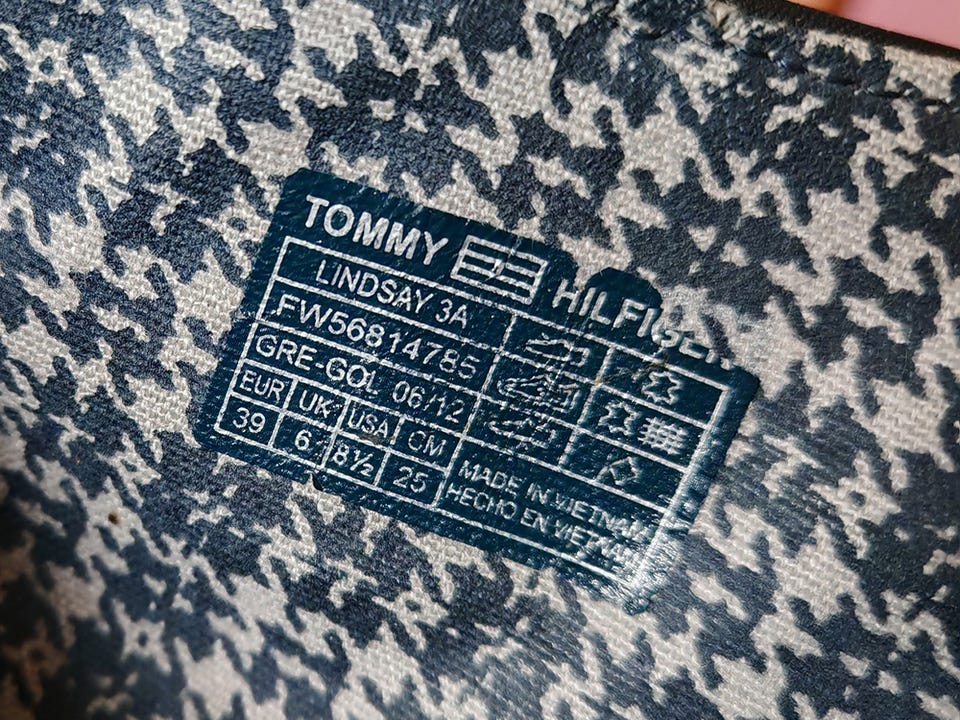 TOMMY HILFIGER
LINDSAY 3A
FW56814785
GRE-GOL 06/12
EUR UK USA CM
39 6 8½ 25
MADE IN VIETNAM
HECHO EN VIETNAM